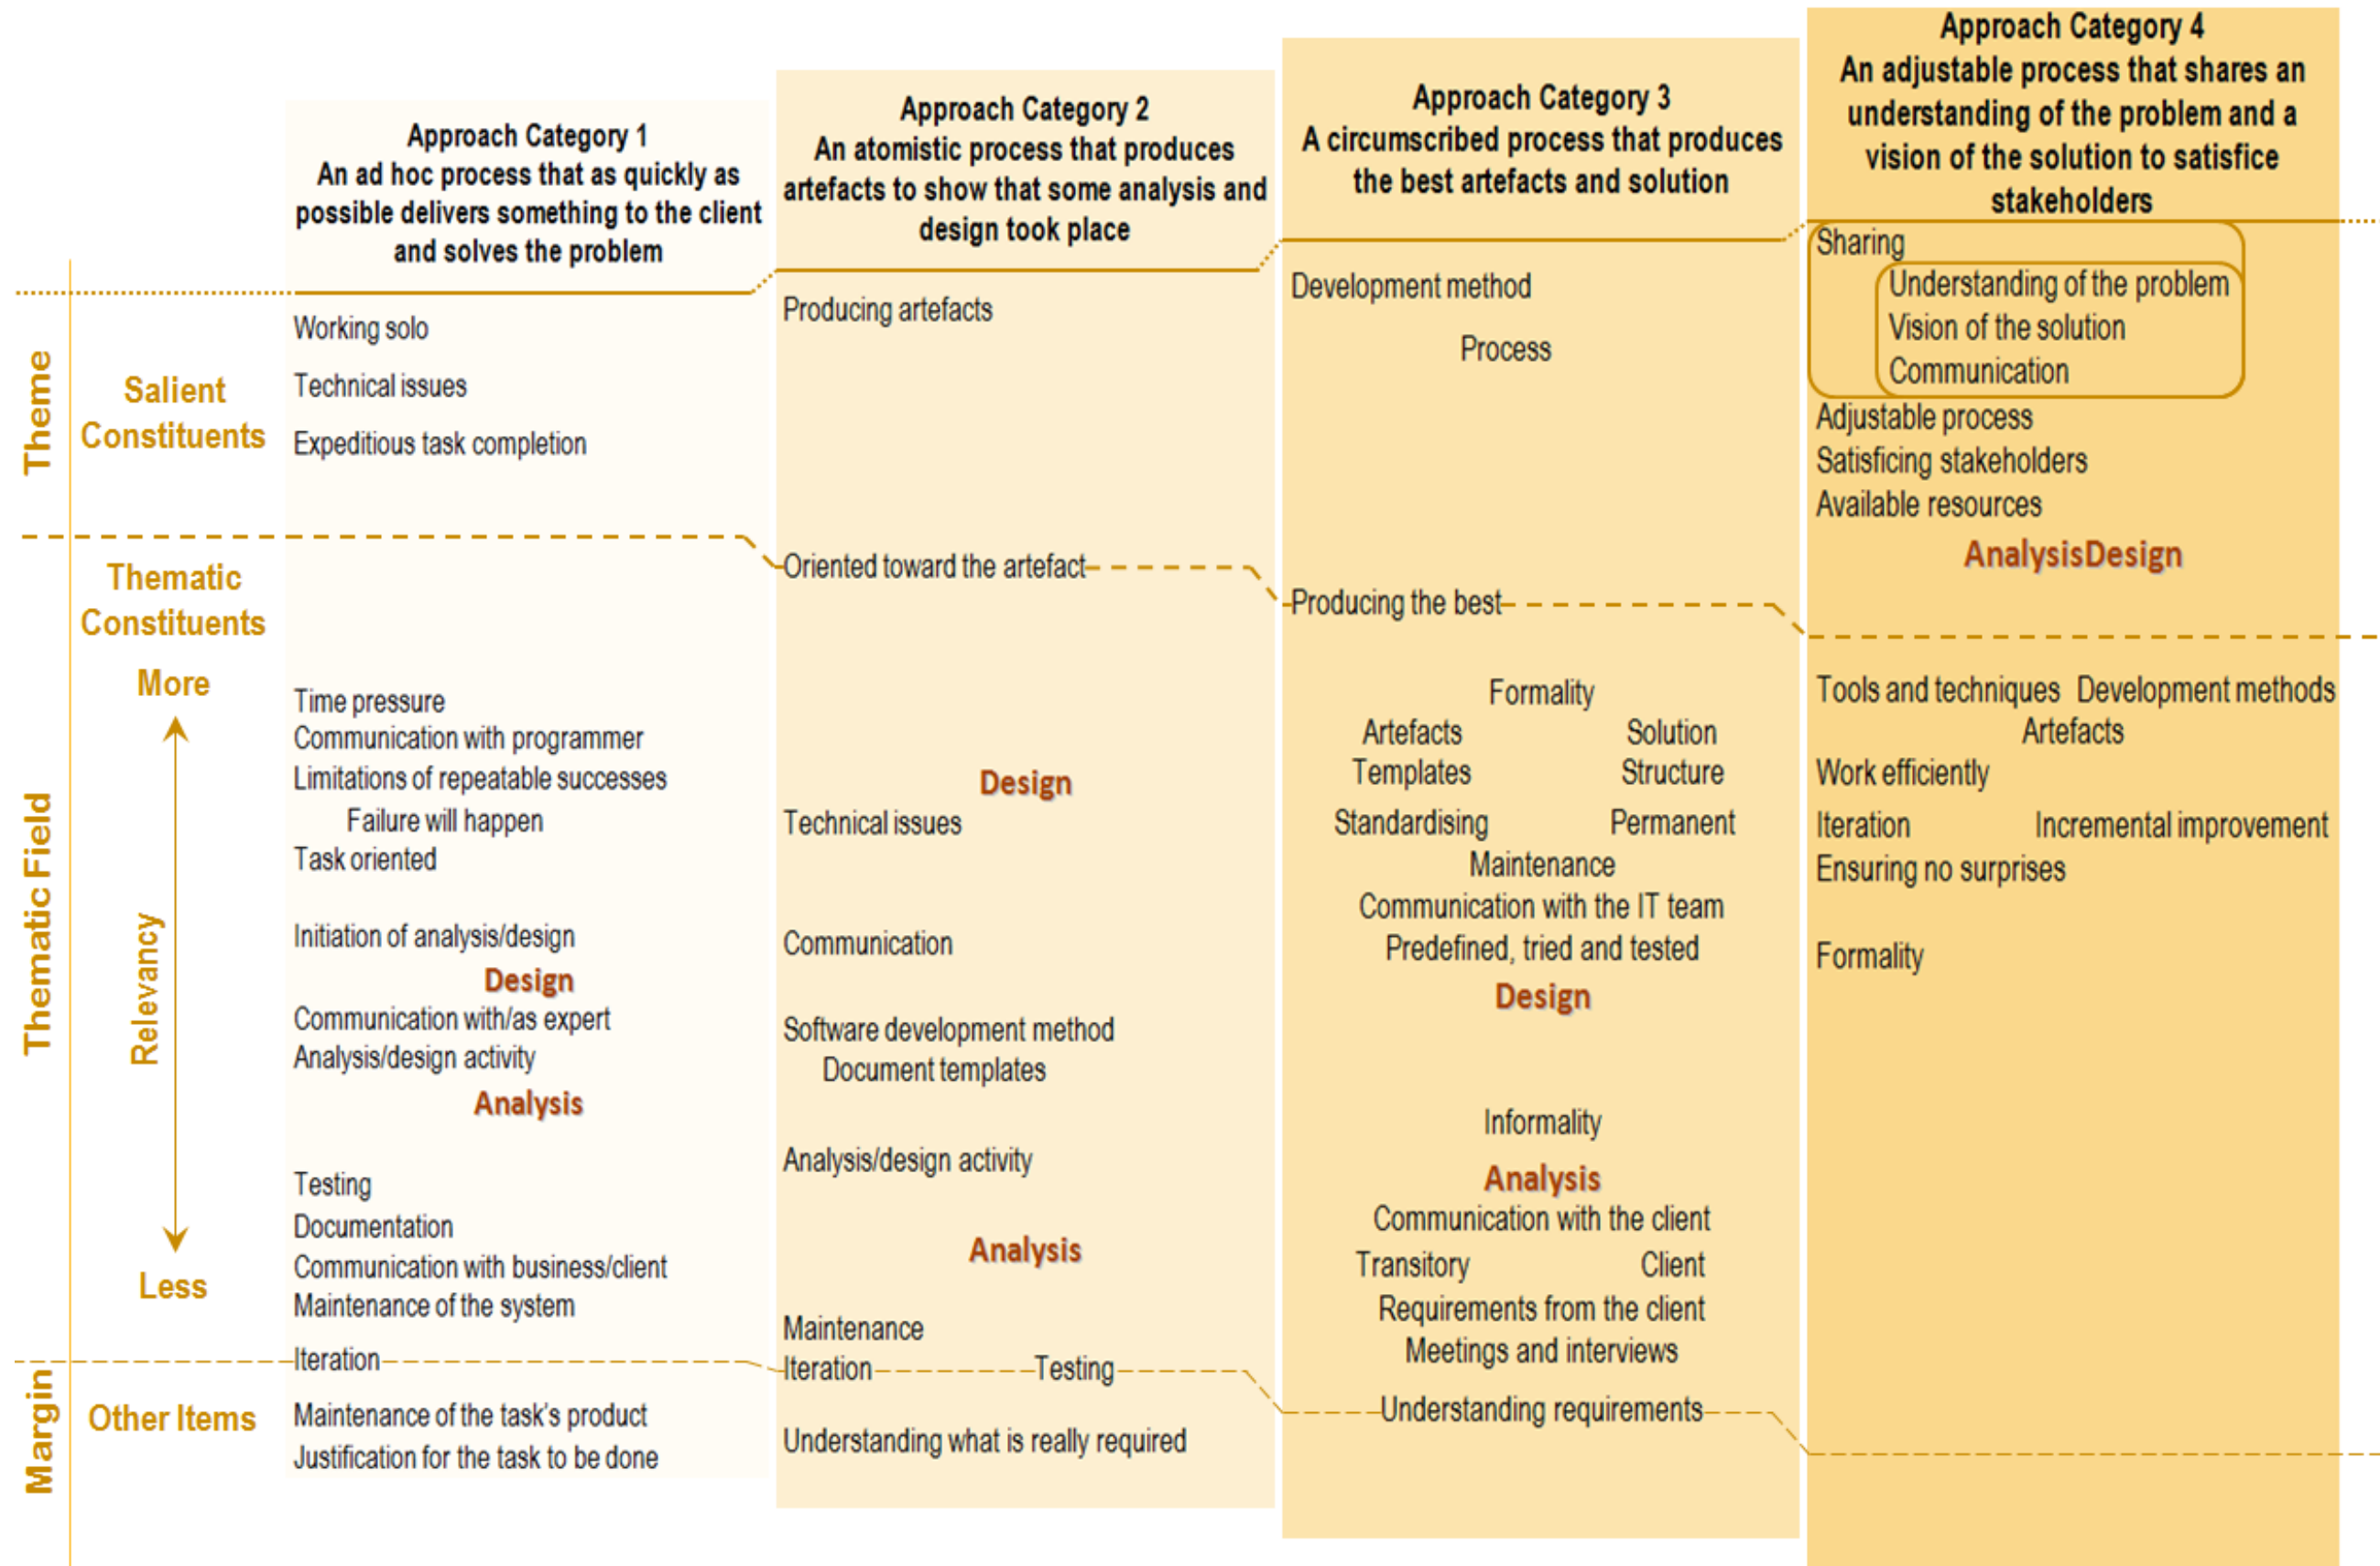 Approach Category 1
An ad hoc process that as quickly as
possible delivers something to the client
and solves the problem
Approach Category 2
An atomistic process that produces
artefacts to show that some analysis and
design took place
Approach Category 3
A circumscribed process that produces
the best artefacts and solution
Approach Category 4
An adjustable process that shares an
understanding of the problem and a
vision of the solution to satisfice
stakeholders
Theme
Salient
Constituents
Thematic Field
Thematic
Constituents
More
Relevancy
Less
Margin
Other Items
Working solo
Technical issues
Expeditious task completion
Time pressure
Communication with programmer
Limitations of repeatable successes
Failure will happen
Task oriented
Initiation of analysis/design
Design
Communication with/as expert
Analysis/design activity
Analysis
Testing
Documentation
Communication with business/client
Maintenance of the system
Iteration
Maintenance of the task's product
Justification for the task to be done
Producing artefacts
Oriented toward the artefact
Design
Technical issues
Communication
Software development method
Document templates
Analysis/design activity
Analysis
Maintenance
Iteration Testing
Understanding what is really required
Development method
Process
Producing the best
Formality
Artefacts Solution
Templates Structure
Standardising Permanent
Maintenance
Communication with the IT team
Predefined, tried and tested
Design
Informality
Analysis
Communication with the client
Transitory Client
Requirements from the client
Meetings and interviews
Understanding requirements
Sharing
Understanding of the problem
Vision of the solution
Communication
Adjustable process
Satisficing stakeholders
Available resources
AnalysisDesign
Tools and techniques Development methods
Artefacts
Work efficiently
Iteration Incremental improvement
Ensuring no surprises
Formality